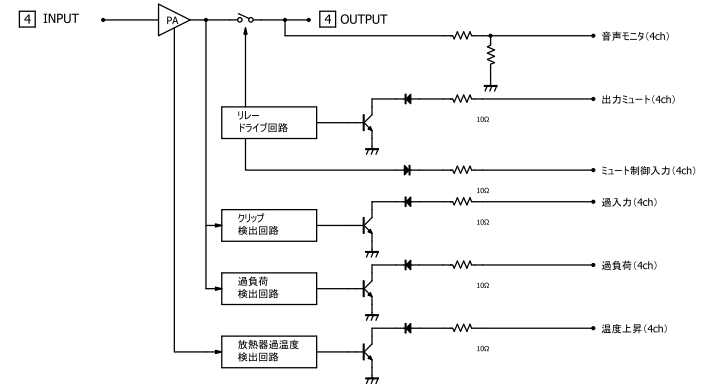 4 INPUT
PA
4 OUTPUT
音声モニタ(4ch)
リレー
ドライブ回路
出力ミュート(4ch)
10Ω
ミュート制御入力(4ch)
10Ω
クリップ
検出回路
過入力(4ch)
10Ω
過負荷
検出回路
過負荷(4ch)
10Ω
放熱器過温度
検出回路
温度上昇(4ch)
10Ω